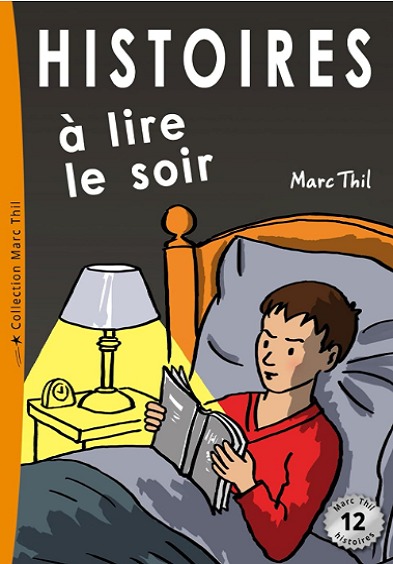 HISTOIRES
à lire
le soir
Marc Thil
Collection Marc Thil
Marc Thil
12
histoires